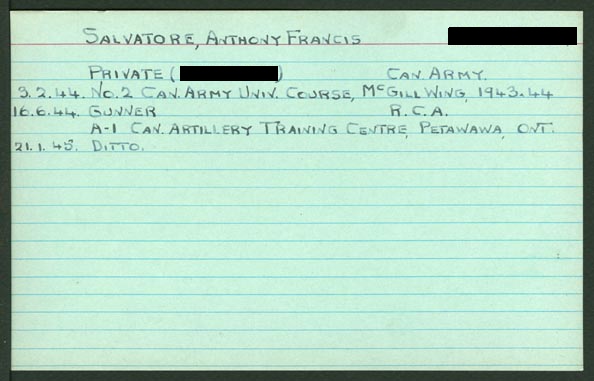 SALVATORE, ANTHONY FRANCIS
PRIVATE ( ) CAN. ARMY.
3.2.44. NO.2 CAN. ARMY UNIV. COURSE, McGILL WING, 1943-44
16.6.44. GUNNER R.C.A.
A-1 CAN. ARTILLERY TRAINING CENTRE, PETAWAWA, ONT.
21.1.45. DITTO.